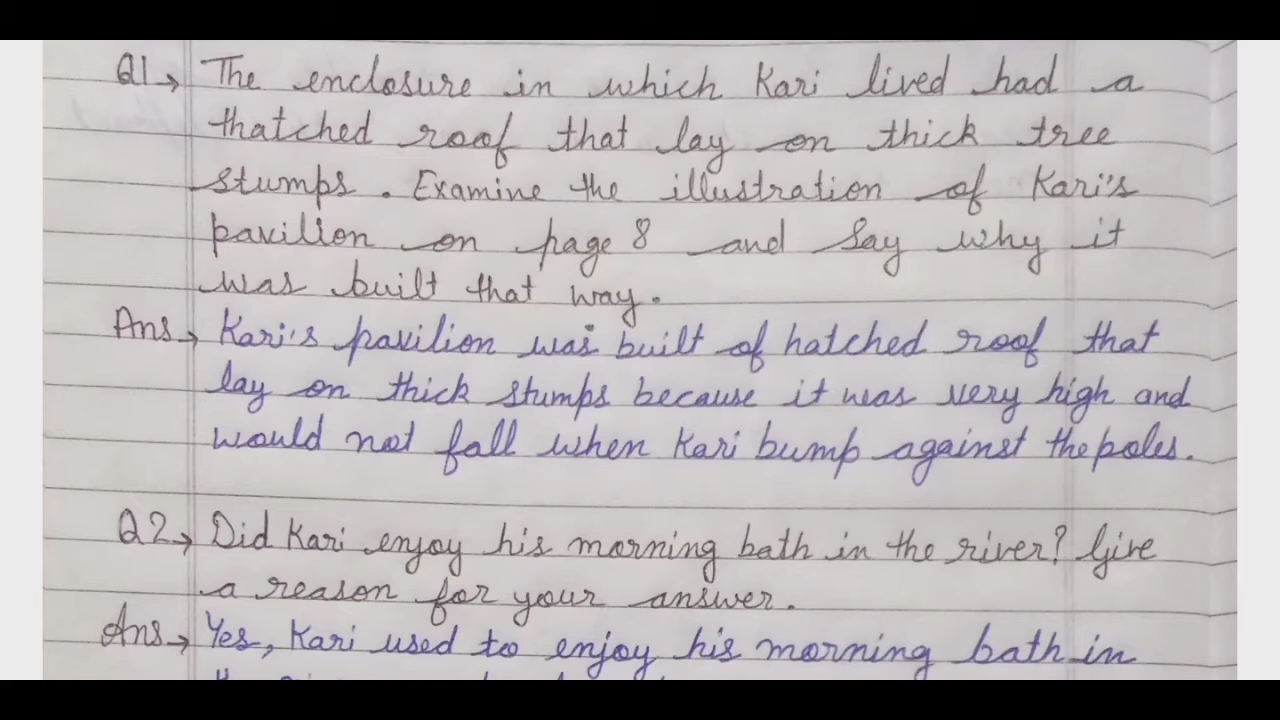 Q1→ The enclosure in which Kari lived had a
thatched roof that lay on thick tree
stumps. Examine the illustration of Kari's
pavilion on page 8 and say why it
was built that way.
Ans→ Kari's pavilion was built of hatched roof that
lay on thick stumps because it was very high and
would not fall when Kari bump against the poles.
Q2→ Did Kari enjoy his morning bath in the river? Give
a reason for your answer.
Ans→ Yes, Kari used to enjoy his morning bath in